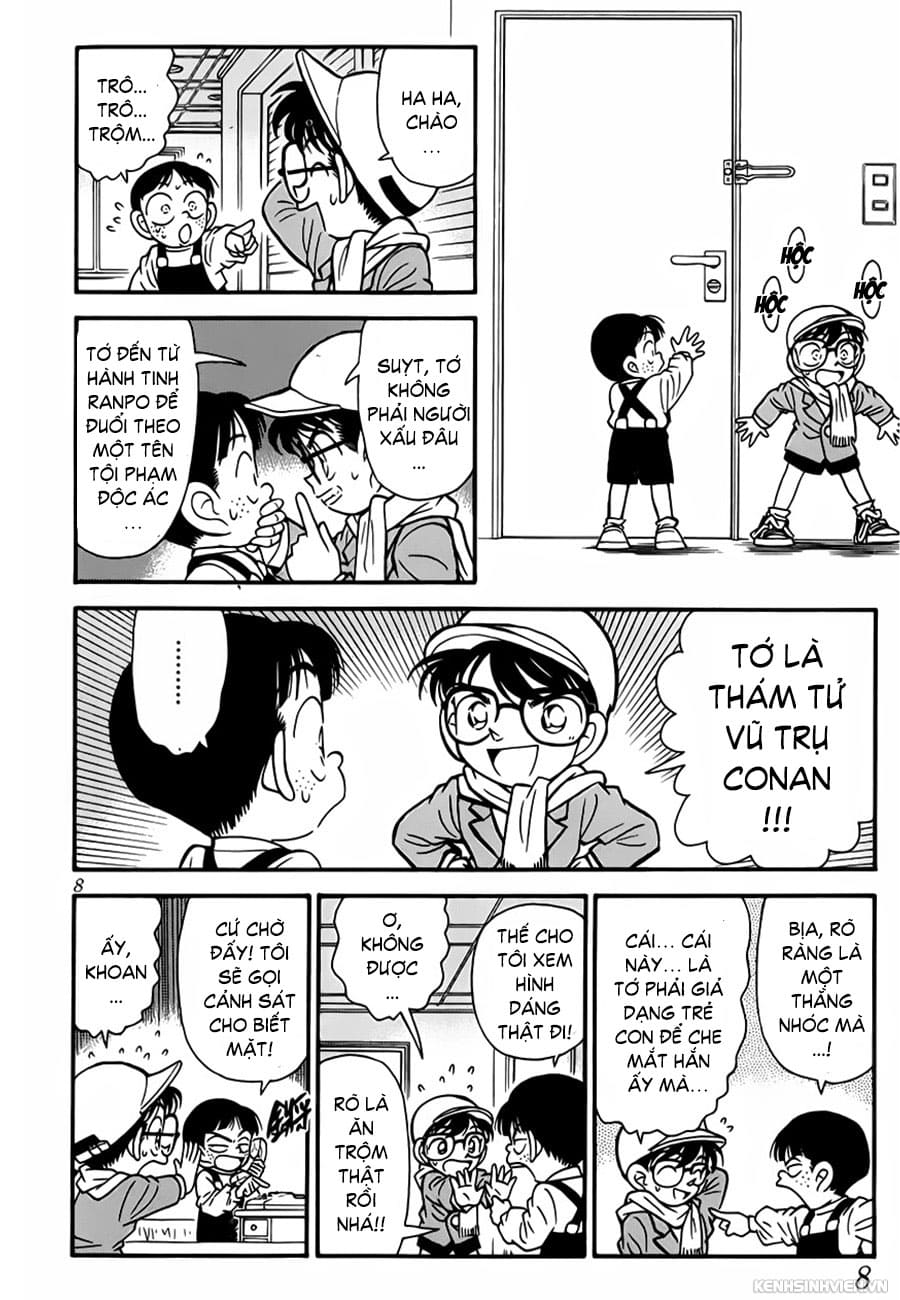 HỘC
HỘC
HỘC
HA HA,
CHÀO
...
TRÔ...
TRÔ...
TRỘM...
SUỴT, TỚ
KHÔNG
PHẢI NGƯỜI
XẤU ĐÂU
...
TỚ ĐẾN TỪ
HÀNH TINH
RANPO ĐỂ
ĐUỔI THEO
MỘT TÊN
TỘI PHẠM
ĐỘC ÁC
...
TỚ LÀ
THÁM TỬ
VŨ TRỤ
CONAN
!!!
.........
8
BỊA, RÕ
RÀNG LÀ
MỘT
THẰNG
NHÓC MÀ
...!
CÁI... CÁI
NÀY... LÀ
TỚ PHẢI GIẢ
DẠNG TRẺ
CON ĐỂ CHE
MẮT HẮN
ẤY MÀ...
THẾ CHO
TÔI XEM
HÌNH
DÁNG
THẬT ĐI!
Ơ,
KHÔNG
ĐƯỢC
...
RÕ LÀ
ĂN
TRỘM
THẬT
RỒI
NHÁ!!
CỨ CHỜ
ĐẤY! TÔI
SẼ GỌI
CẢNH SÁT
CHO BIẾT
MẶT!
ẤY,
KHOAN
...
8
KENHSINHVIEN.VN